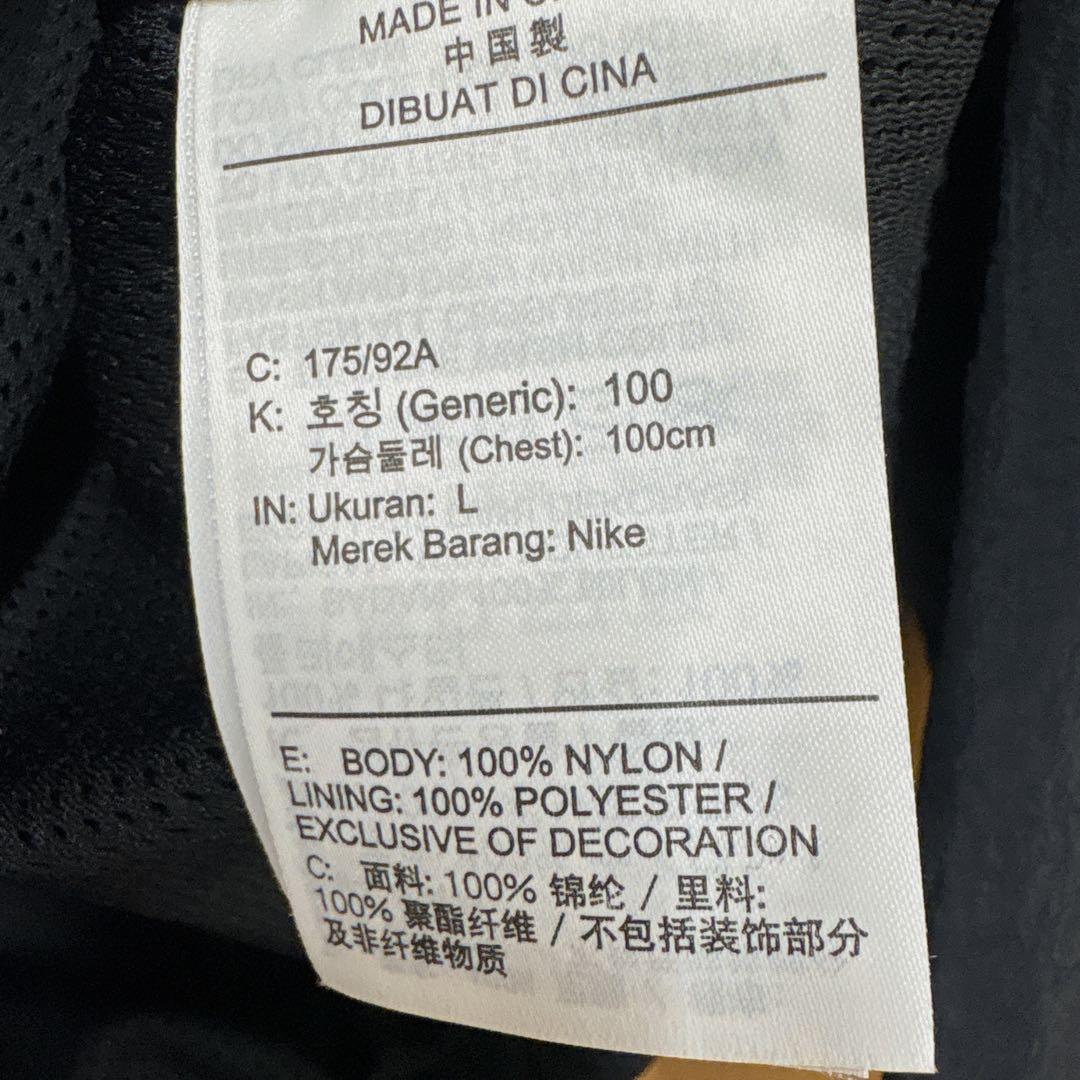 MADE IN
中国製
DIBUAT DI CINA
C: 175/92A
K: 호칭 (Generic): 100
가슴둘레 (Chest): 100cm
IN: Ukuran: L
Merek Barang: Nike
E: BODY: 100% NYLON /
LINING: 100% POLYESTER /
EXCLUSIVE OF DECORATION
C: 面料: 100% 锦纶 / 里料:
100% 聚酯纤维 / 不包括装饰部分
及非纤维物质